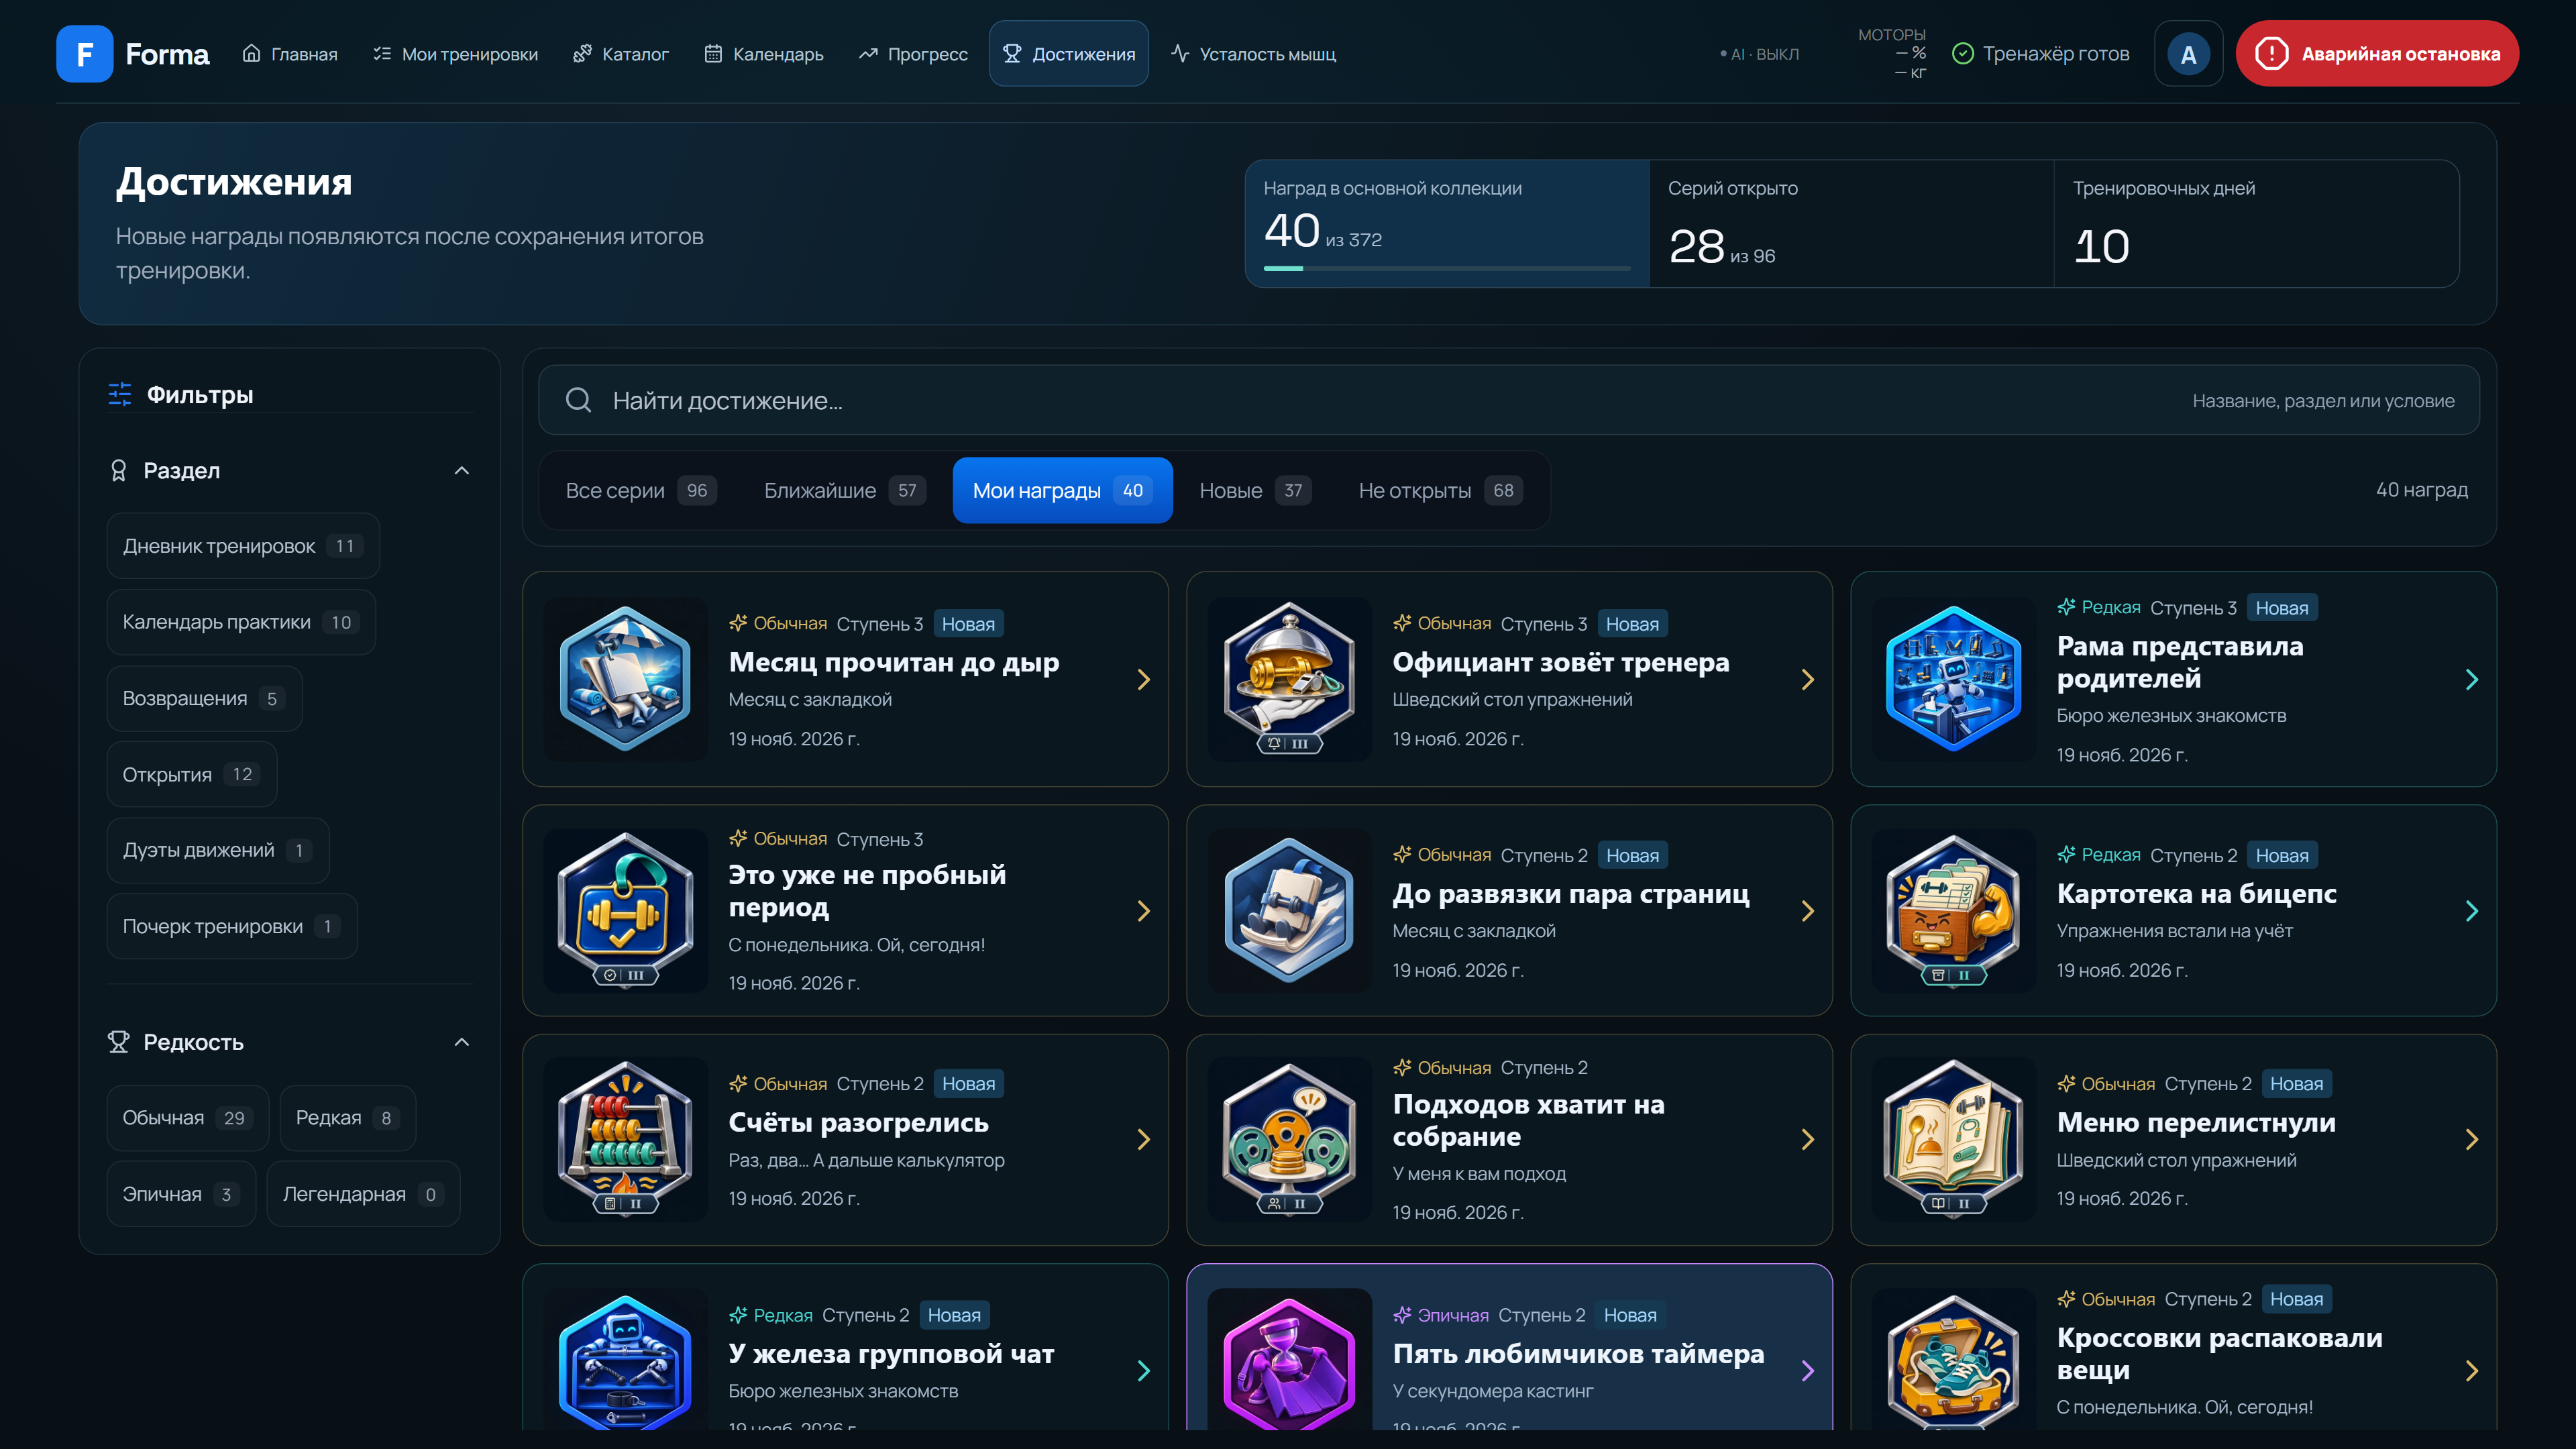 F Forma
Главная
Мои тренировки
Каталог
Календарь
Прогресс
Достижения
Усталость мышц
AI · ВЫКЛ
МОТОРЫ
— %
— кг
Тренажёр готов
A
Аварийная остановка
Достижения
Новые награды появляются после сохранения итогов
тренировки.
Наград в основной коллекции
40 из 372
Серий открыто
28 из 96
Тренировочных дней
10
Фильтры
Раздел
Дневник тренировок 11
Календарь практики 10
Возвращения 5
Открытия 12
Дуэты движений 1
Почерк тренировки 1
Редкость
Обычная 29
Редкая 8
Эпичная 3
Легендарная 0
Найти достижение...
Название, раздел или условие
Все серии 96
Ближайшие 57
Мои награды 40
Новые 37
Не открыты 68
40 наград
Обычная Ступень 3 Новая
Месяц прочитан до дыр
Месяц с закладкой
19 нояб. 2026 г.
III
Обычная Ступень 3 Новая
Официант зовёт тренера
Шведский стол упражнений
19 нояб. 2026 г.
Редкая Ступень 3 Новая
Рама представила
родителей
Бюро железных знакомств
19 нояб. 2026 г.
III
Обычная Ступень 3
Это уже не пробный
период
С понедельника. Ой, сегодня!
19 нояб. 2026 г.
Обычная Ступень 2 Новая
До развязки пара страниц
Месяц с закладкой
19 нояб. 2026 г.
II
Редкая Ступень 2 Новая
Картотека на бицепс
Упражнения встали на учёт
19 нояб. 2026 г.
II
Обычная Ступень 2 Новая
Счёты разогрелись
Раз, два... А дальше калькулятор
19 нояб. 2026 г.
II
Обычная Ступень 2
Подходов хватит на
собрание
У меня к вам подход
19 нояб. 2026 г.
II
Обычная Ступень 2 Новая
Меню перелистнули
Шведский стол упражнений
19 нояб. 2026 г.
Редкая Ступень 2 Новая
У железа групповой чат
Бюро железных знакомств
19 нояб. 2026 г.
Эпичная Ступень 2 Новая
Пять любимчиков таймера
У секундомера кастинг
19 нояб. 2026 г.
Обычная Ступень 2 Новая
Кроссовки распаковали
вещи
С понедельника. Ой, сегодня!